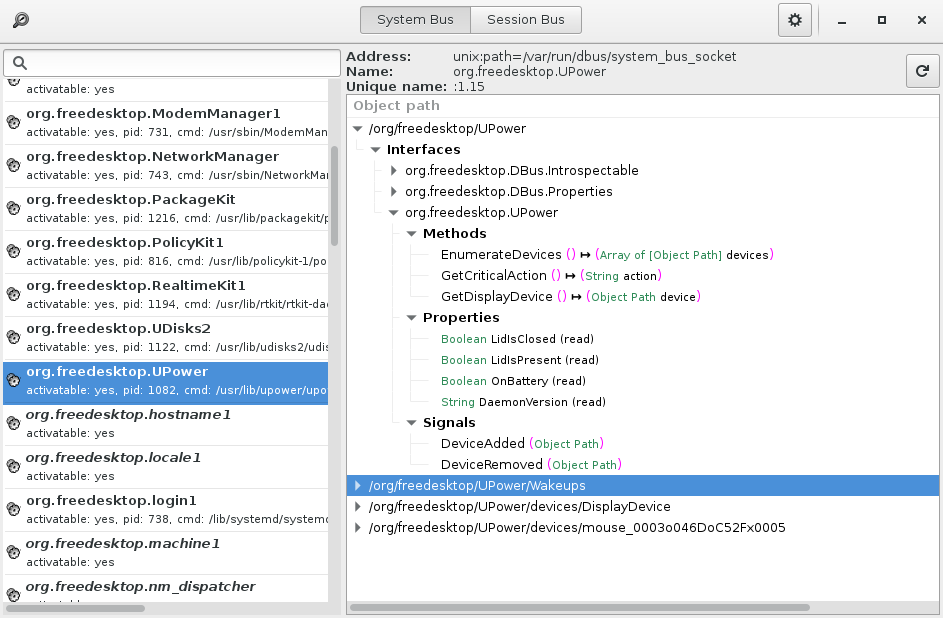 System Bus Session Bus
activatable: yes
org.freedesktop.ModemManager1
activatable: yes, pid: 731, cmd: /usr/sbin/ModemMan
org.freedesktop.NetworkManager
activatable: yes, pid: 743, cmd: /usr/sbin/NetworkMa
org.freedesktop.PackageKit
activatable: yes, pid: 1216, cmd: /usr/lib/packagekit/p
org.freedesktop.PolicyKit1
activatable: yes, pid: 816, cmd: /usr/lib/policykit-1/po
org.freedesktop.RealtimeKit1
activatable: yes, pid: 1194, cmd: /usr/lib/rtkit/rtkit-dae
org.freedesktop.UDisks2
activatable: yes, pid: 1122, cmd: /usr/lib/udisks2/udis
org.freedesktop.UPower
activatable: yes, pid: 1082, cmd: /usr/lib/upower/upo
org.freedesktop.hostname1
activatable: yes
org.freedesktop.locale1
activatable: yes
org.freedesktop.login1
activatable: yes, pid: 738, cmd: /lib/systemd/systemd
org.freedesktop.machine1
activatable: yes
org.freedesktop.nm_dispatcher
Address: unix:path=/var/run/dbus/system_bus_socket
Name: org.freedesktop.UPower
Unique name: :1.15
Object path
/org/freedesktop/UPower
Interfaces
org.freedesktop.DBus.Introspectable
org.freedesktop.DBus.Properties
org.freedesktop.UPower
Methods
EnumerateDevices () ↦ (Array of [Object Path] devices)
GetCriticalAction () ↦ (String action)
GetDisplayDevice () ↦ (Object Path device)
Properties
Boolean LidIsClosed (read)
Boolean LidIsPresent (read)
Boolean OnBattery (read)
String DaemonVersion (read)
Signals
DeviceAdded (Object Path)
DeviceRemoved (Object Path)
/org/freedesktop/UPower/Wakeups
/org/freedesktop/UPower/devices/DisplayDevice
/org/freedesktop/UPower/devices/mouse_0003o046DoC52Fx0005